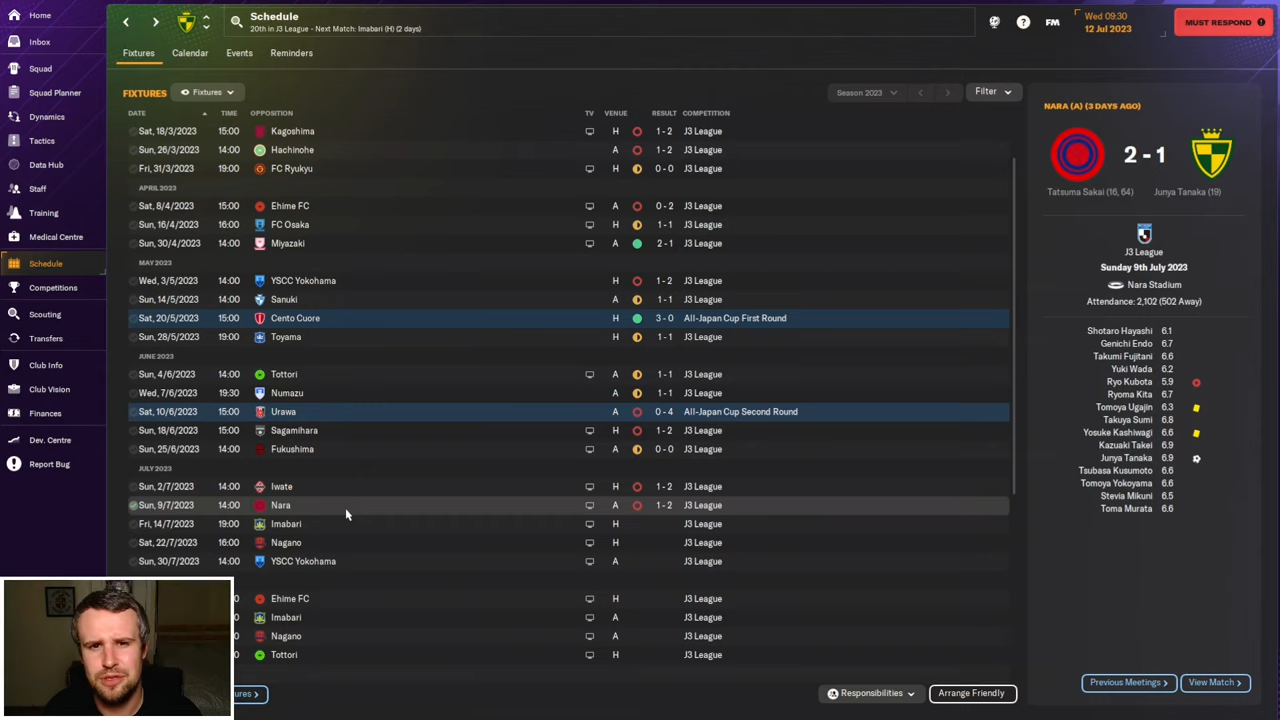 Home
Inbox
Squad
Squad Planner
Dynamics
Tactics
Data Hub
Staff
Training
Medical Centre
Schedule
Competitions
Scouting
Transfers
Club Info
Club Vision
Finances
Dev. Centre
Report Bug
Schedule
20th in J3 League - Next Match: Imabari (H) (2 days)
? FM
Wed 09:30
12 Jul 2023
MUST RESPOND
Fixtures Calendar Events Reminders
FIXTURES Fixtures
Season 2023 Filter
DATE TIME OPPOSITION TV VENUE RESULT COMPETITION
Sat, 18/3/2023 15:00 Kagoshima H 1 - 2 J3 League
Sun, 26/3/2023 14:00 Hachinohe A 1 - 2 J3 League
Fri, 31/3/2023 19:00 FC Ryukyu H 0 - 0 J3 League
APRIL 2023
Sat, 8/4/2023 15:00 Ehime FC A 0 - 2 J3 League
Sun, 16/4/2023 16:00 FC Osaka H 1 - 1 J3 League
Sun, 30/4/2023 14:00 Miyazaki A 2 - 1 J3 League
MAY 2023
Wed, 3/5/2023 14:00 YSCC Yokohama H 1 - 2 J3 League
Sun, 14/5/2023 14:00 Sanuki A 1 - 1 J3 League
Sat, 20/5/2023 15:00 Cento Cuore H 3 - 0 All-Japan Cup First Round
Sun, 28/5/2023 19:00 Toyama H 1 - 1 J3 League
JUNE 2023
Sun, 4/6/2023 14:00 Tottori A 1 - 1 J3 League
Wed, 7/6/2023 19:30 Numazu A 1 - 1 J3 League
Sat, 10/6/2023 15:00 Urawa A 0 - 4 All-Japan Cup Second Round
Sun, 18/6/2023 15:00 Sagamihara H 1 - 2 J3 League
Sun, 25/6/2023 14:00 Fukushima A 0 - 0 J3 League
JULY 2023
Sun, 2/7/2023 14:00 Iwate H 1 - 2 J3 League
Sun, 9/7/2023 14:00 Nara A 1 - 2 J3 League
Fri, 14/7/2023 19:00 Imabari H J3 League
Sat, 22/7/2023 16:00 Nagano H J3 League
Sun, 30/7/2023 14:00 YSCC Yokohama A J3 League
Ehime FC H J3 League
Imabari A J3 League
Nagano A J3 League
Tottori H J3 League
Responsibilities Arrange Friendly
NARA (A) (3 DAYS AGO)
2 - 1
Tatsuma Sakai (16, 64) Junya Tanaka (19)
J3 League
Sunday 9th July 2023
Nara Stadium
Attendance: 2,102 (502 Away)
Shotaro Hayashi 6.1
Genichi Endo 6.7
Takumi Fujitani 6.6
Yuki Wada 6.2
Ryo Kubota 5.9
Ryoma Kita 6.7
Tomoya Ugajin 6.3
Takuya Sumi 6.8
Yosuke Kashiwagi 6.6
Kazuaki Takei 6.9
Junya Tanaka 6.9
Tsubasa Kusumoto 6.6
Tomoya Yokoyama 6.6
Stevia Mikuni 6.5
Toma Murata 6.6
Previous Meetings View Match